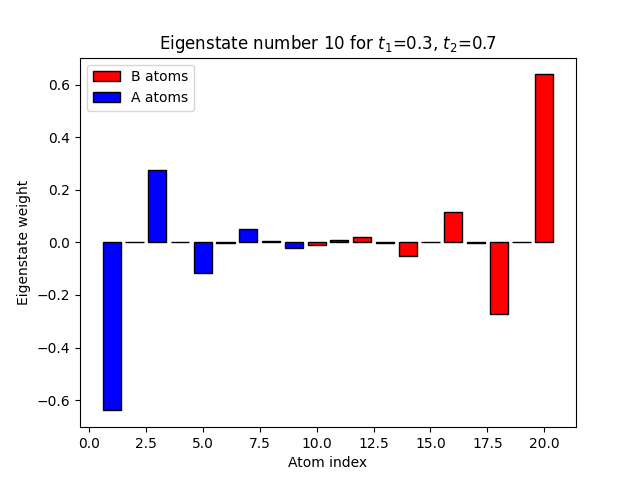 Eigenstate number 10 for t₁=0.3, t₂=0.7
B atoms
A atoms
Eigenstate weight
0.6
0.4
0.2
0.0
−0.2
−0.4
−0.6
0.0 2.5 5.0 7.5 10.0 12.5 15.0 17.5 20.0
Atom index